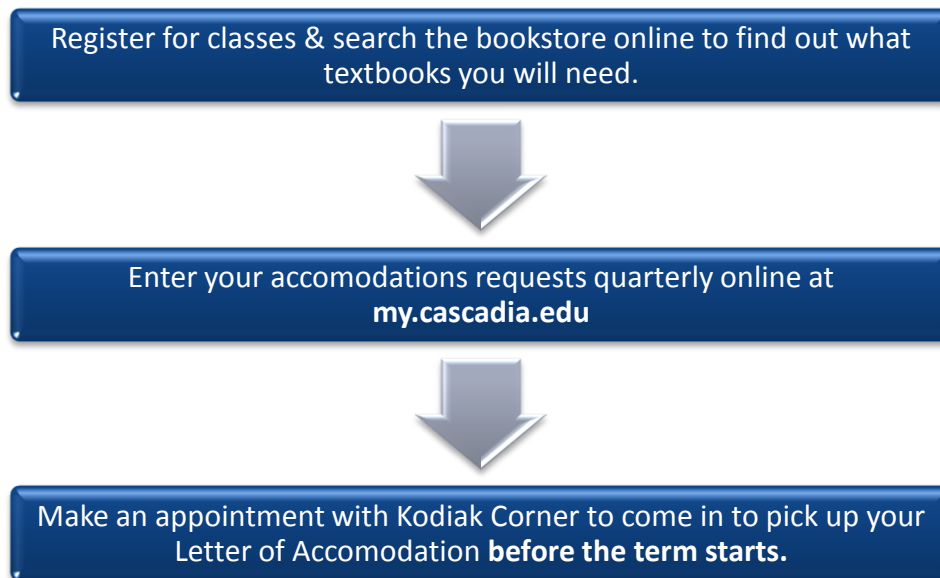 Register for classes & search the bookstore online to find out what
textbooks you will need.
Enter your accomodations requests quarterly online at
my.cascadia.edu
Make an appointment with Kodiak Corner to come in to pick up your
Letter of Accomodation before the term starts.